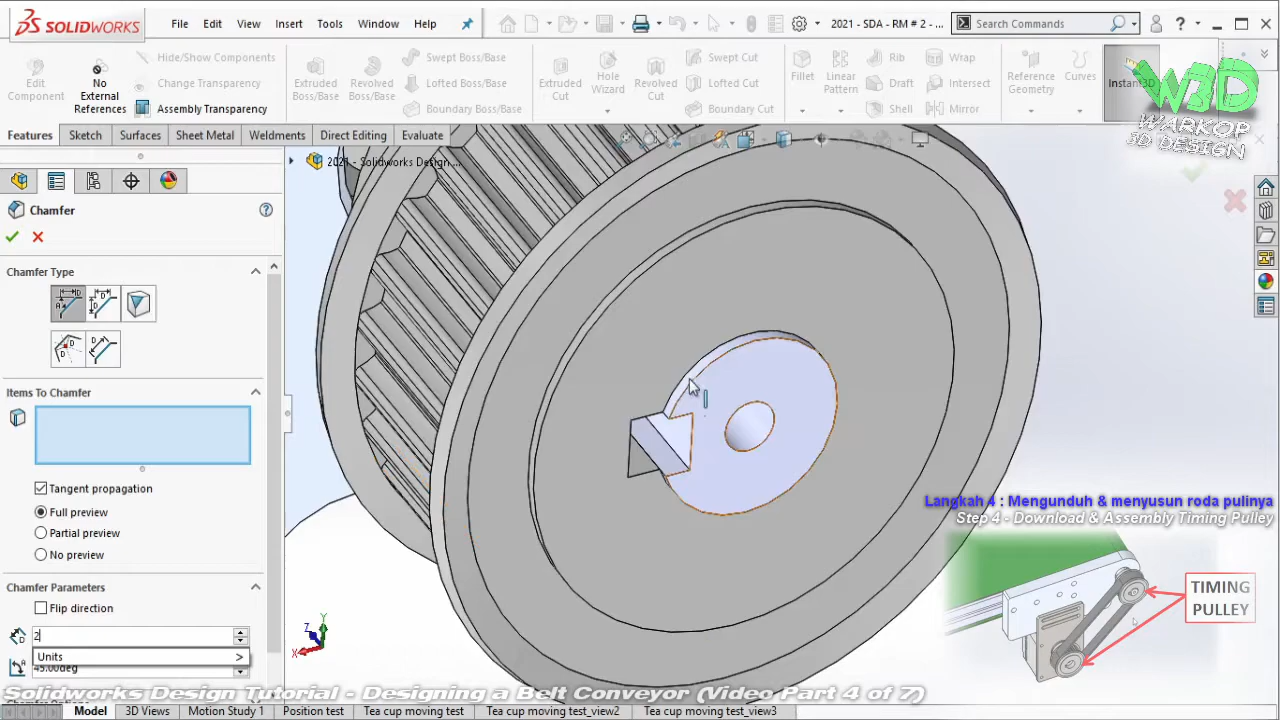 SOLIDWORKS
File Edit View Insert Tools Window Help
2021 - SDA - RM # 2 - ...
Search Commands
Edit Component
No External References
Hide/Show Components
Change Transparency
Assembly Transparency
Extruded Boss/Base
Revolved Boss/Base
Swept Boss/Base
Lofted Boss/Base
Boundary Boss/Base
Extruded Cut
Hole Wizard
Revolved Cut
Swept Cut
Lofted Cut
Boundary Cut
Fillet
Linear Pattern
Rib
Draft
Shell
Wrap
Intersect
Mirror
Reference Geometry
Curves
Instant3D
W3D
WARKOP
3D DESIGN
Features Sketch Surfaces Sheet Metal Weldments Direct Editing Evaluate
2021 - Solidworks Design ...
Chamfer
Chamfer Type
Items To Chamfer
Tangent propagation
Full preview
Partial preview
No preview
Chamfer Parameters
Flip direction
2
Units >
45.00deg
Langkah 4 : Mengunduh & menyusun roda pulinya
Step 4 - Download & Assembly Timing Pulley
TIMING
PULLEY
Y
Z
X
Solidworks Design Tutorial - Designing a Belt Conveyor (Video Part 4 of 7)
Model 3D Views Motion Study 1 Position test Tea cup moving test Tea cup moving test_view2 Tea cup moving test_view3